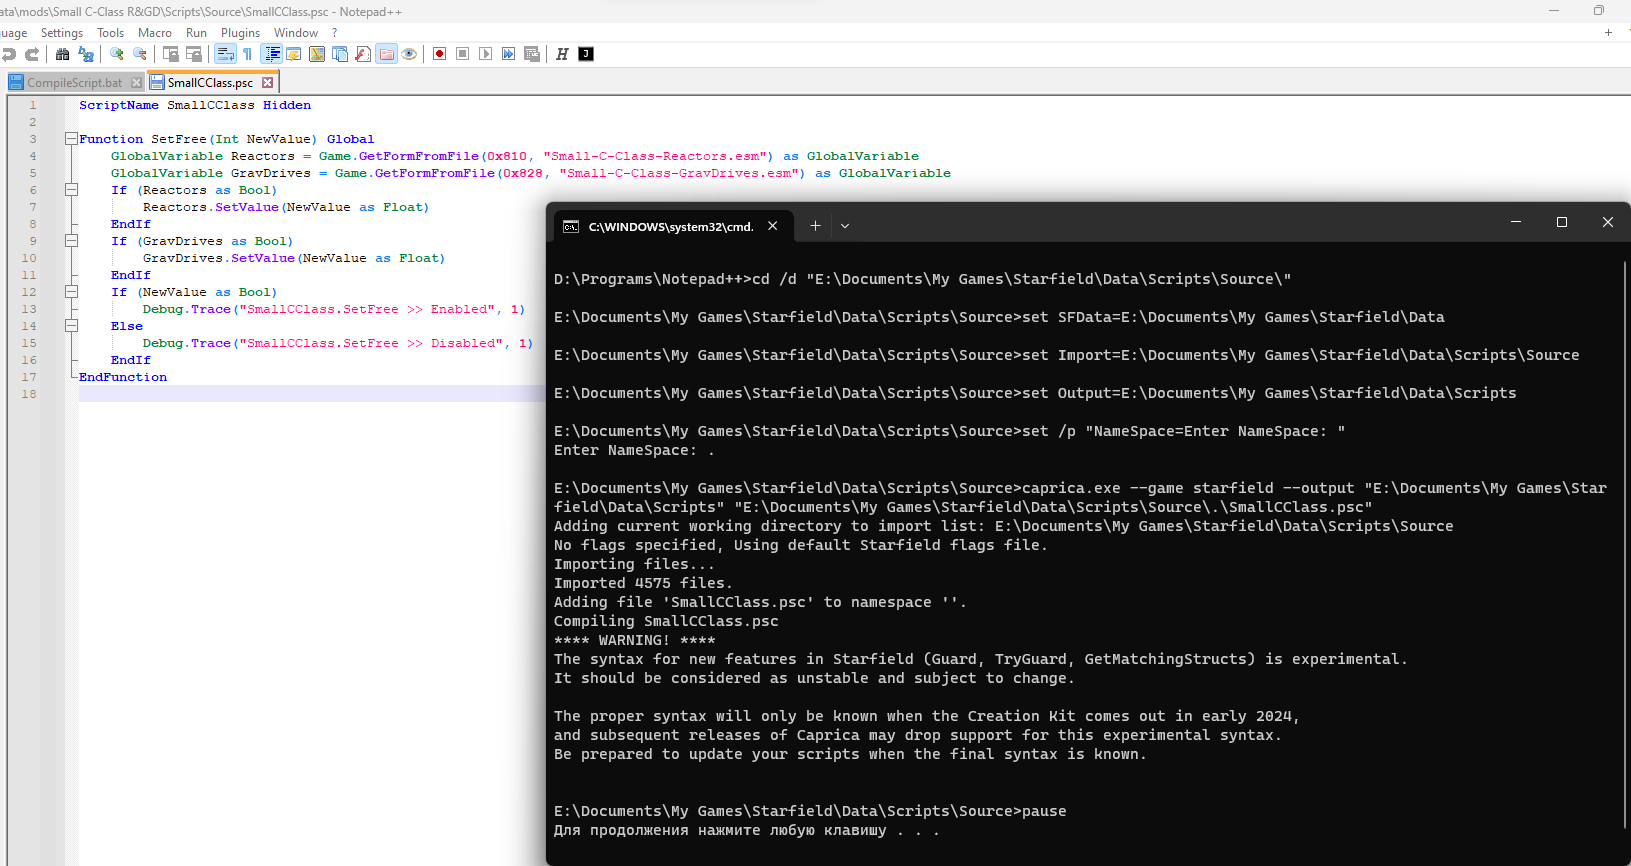 ata\mods\Small C-Class R&GD\Scripts\Source\SmallCClass.psc - Notepad++
uage Settings Tools Macro Run Plugins Window ?
CompileScript.bat SmallCClass.psc
1 ScriptName SmallCClass Hidden
2
3 Function SetFree(Int NewValue) Global
4 GlobalVariable Reactors = Game.GetFormFromFile(0x810, "Small-C-Class-Reactors.esm") as GlobalVariable
5 GlobalVariable GravDrives = Game.GetFormFromFile(0x828, "Small-C-Class-GravDrives.esm") as GlobalVariable
6 If (Reactors as Bool)
7 Reactors.SetValue(NewValue as Float)
8 EndIf
9 If (GravDrives as Bool)
10 GravDrives.SetValue(NewValue as Float)
11 EndIf
12 If (NewValue as Bool)
13 Debug.Trace("SmallCClass.SetFree >> Enabled", 1)
14 Else
15 Debug.Trace("SmallCClass.SetFree >> Disabled", 1)
16 EndIf
17 EndFunction
18
C:\WINDOWS\system32\cmd.
D:\Programs\Notepad++>cd /d "E:\Documents\My Games\Starfield\Data\Scripts\Source\"
E:\Documents\My Games\Starfield\Data\Scripts\Source>set SFData=E:\Documents\My Games\Starfield\Data
E:\Documents\My Games\Starfield\Data\Scripts\Source>set Import=E:\Documents\My Games\Starfield\Data\Scripts\Source
E:\Documents\My Games\Starfield\Data\Scripts\Source>set Output=E:\Documents\My Games\Starfield\Data\Scripts
E:\Documents\My Games\Starfield\Data\Scripts\Source>set /p "NameSpace=Enter NameSpace: "
Enter NameSpace: .
E:\Documents\My Games\Starfield\Data\Scripts\Source>caprica.exe --game starfield --output "E:\Documents\My Games\Star
field\Data\Scripts" "E:\Documents\My Games\Starfield\Data\Scripts\Source\.\SmallCClass.psc"
Adding current working directory to import list: E:\Documents\My Games\Starfield\Data\Scripts\Source
No flags specified, Using default Starfield flags file.
Importing files...
Imported 4575 files.
Adding file 'SmallCClass.psc' to namespace ''.
Compiling SmallCClass.psc
**** WARNING! ****
The syntax for new features in Starfield (Guard, TryGuard, GetMatchingStructs) is experimental.
It should be considered as unstable and subject to change.
The proper syntax will only be known when the Creation Kit comes out in early 2024,
and subsequent releases of Caprica may drop support for this experimental syntax.
Be prepared to update your scripts when the final syntax is known.
E:\Documents\My Games\Starfield\Data\Scripts\Source>pause
Для продолжения нажмите любую клавишу . . .